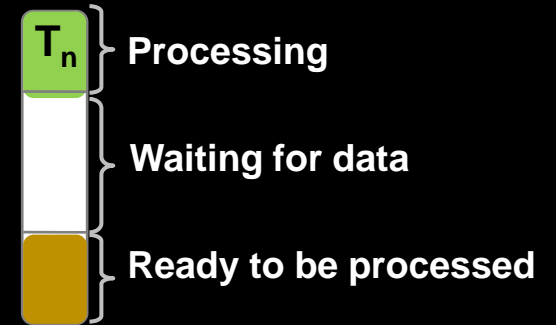 Tn
Processing
Waiting for data
Ready to be processed